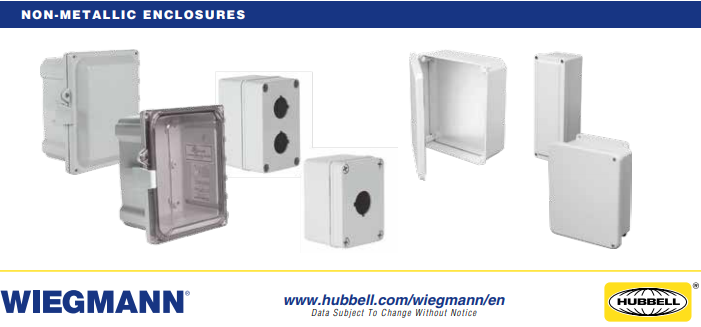 NON-METALLIC ENCLOSURES
WIEGMANN®
www.hubbell.com/wiegmann/en
Data Subject To Change Without Notice
HUBBELL®